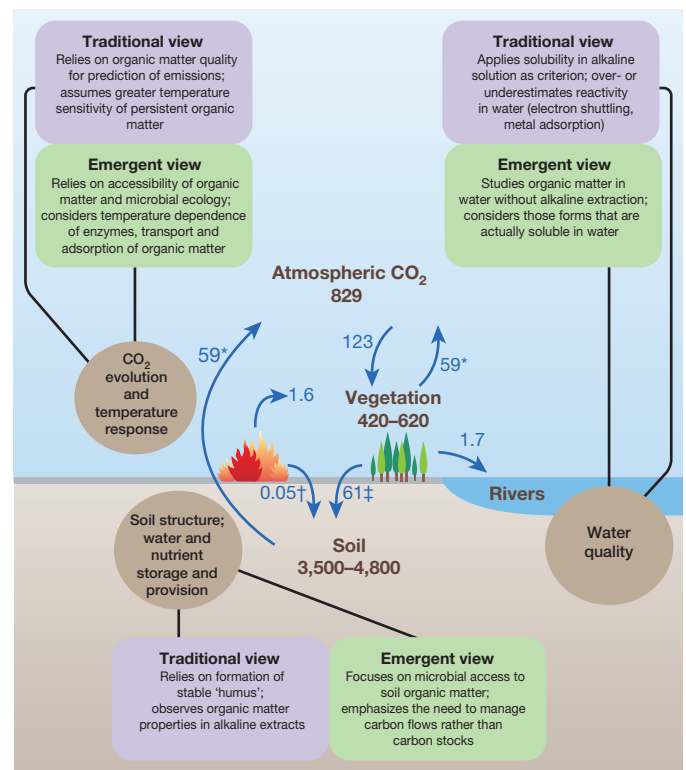 Traditional view
Relies on organic matter quality
for prediction of emissions;
assumes greater temperature
sensitivity of persistent organic
matter
Emergent view
Relies on accessibility of organic
matter and microbial ecology;
considers temperature dependence
of enzymes, transport and
adsorption of organic matter
Traditional view
Applies solubility in alkaline
solution as criterion; over- or
underestimates reactivity
in water (electron shuttling,
metal adsorption)
Emergent view
Studies organic matter in
water without alkaline extraction;
considers those forms that are
actually soluble in water
Atmospheric CO₂
829
CO₂
evolution
and
temperature
response
59*
123
59*
1.6
Vegetation
420–620
1.7
0.05†
61‡
Rivers
Soil structure;
water and
nutrient
storage and
provision
Soil
3,500–4,800
Water
quality
Traditional view
Relies on formation of
stable ‘humus’;
observes organic matter
properties in alkaline extracts
Emergent view
Focuses on microbial access to
soil organic matter;
emphasizes the need to manage
carbon flows rather than
carbon stocks